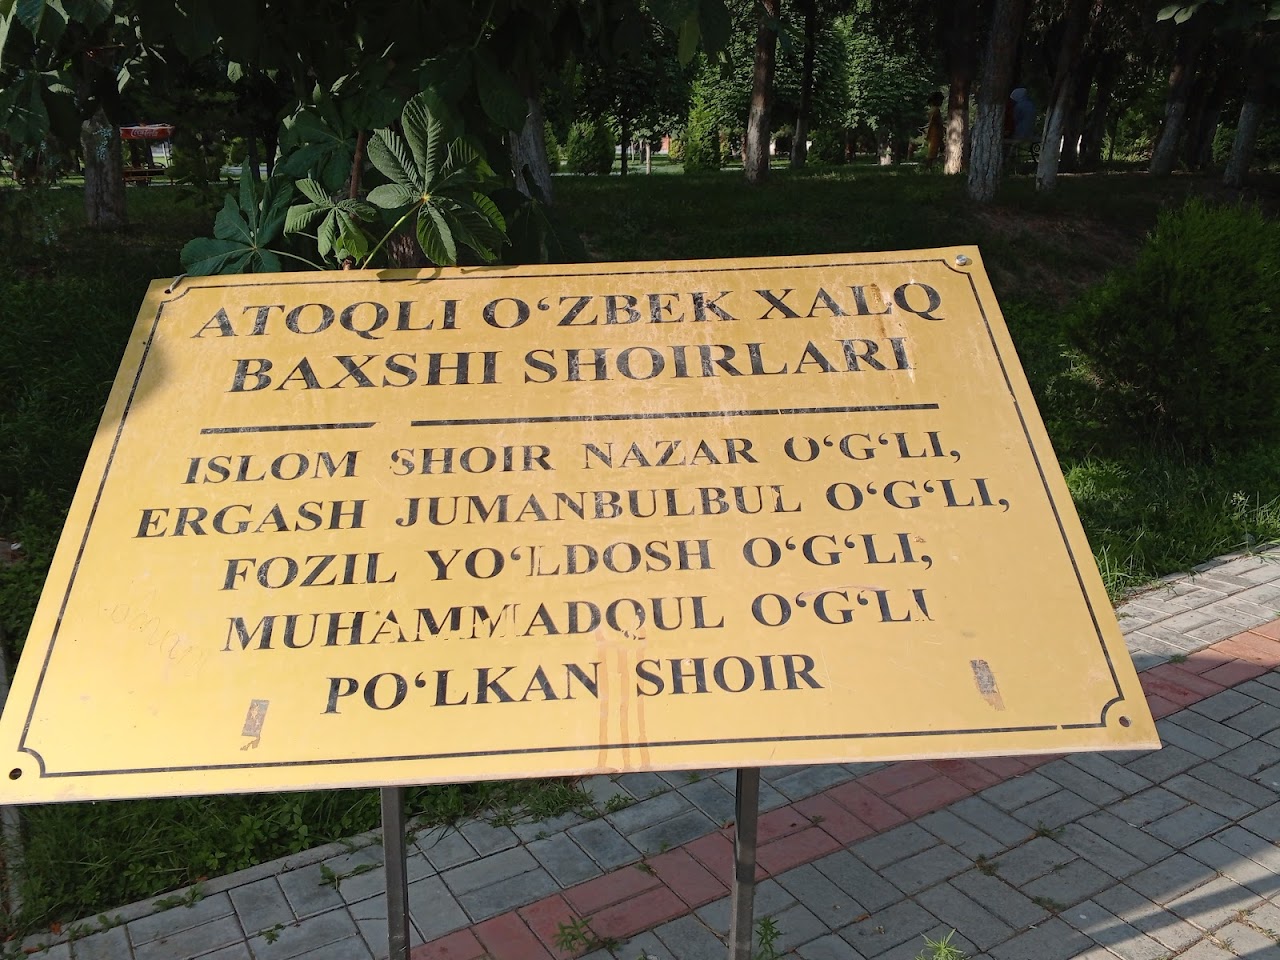 ATOQLI O‘ZBEK XALQ
BAXSHI SHOIRLARI
ISLOM SHOIR NAZAR O‘G‘LI,
ERGASH JUMANBULBUL O‘G‘LI,
FOZIL YO‘LDOSH O‘G‘LI,
MUHAMMADQUL O‘G‘LI
PO‘LKAN SHOIR